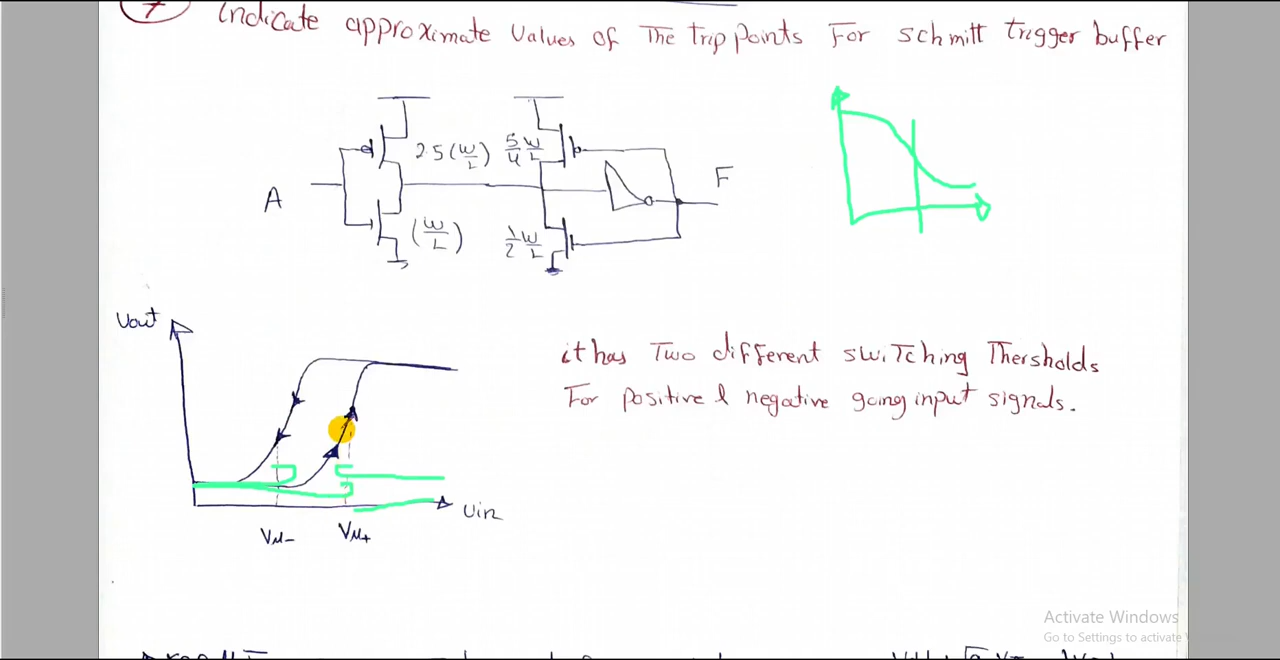 7 Indicate approximate values of The trip points For schmitt trigger buffer
A
2.5 (W/L)
5/4 W/L
(W/L)
1/2 W/L
F
Vout
Vin
VM-
VM+
it has Two different switching Thersholds
For positive & negative going input signals.
Activate Windows
Go to Settings to activate